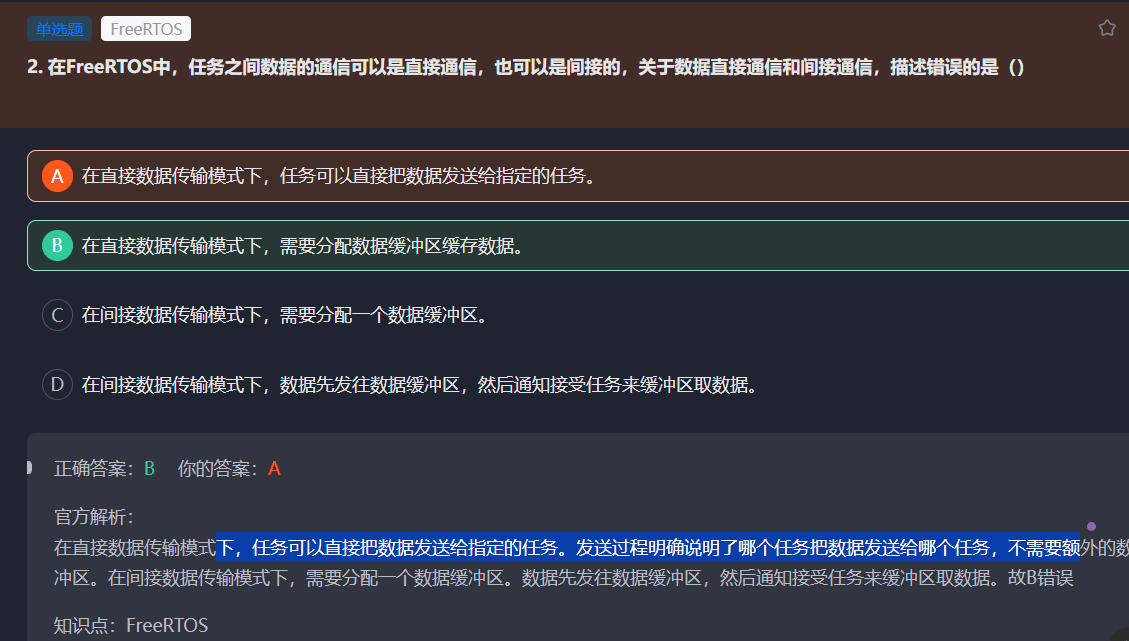 单选题 FreeRTOS
2. 在FreeRTOS中，任务之间数据的通信可以是直接通信，也可以是间接的，关于数据直接通信和间接通信，描述错误的是（）
A 在直接数据传输模式下，任务可以直接把数据发送给指定的任务。
B 在直接数据传输模式下，需要分配数据缓冲区缓存数据。
C 在间接数据传输模式下，需要分配一个数据缓冲区。
D 在间接数据传输模式下，数据先发往数据缓冲区，然后通知接受任务来缓冲区取数据。
正确答案：B 你的答案：A
官方解析：
在直接数据传输模式下，任务可以直接把数据发送给指定的任务。发送过程明确说明了哪个任务把数据发送给哪个任务，不需要额外的数
冲区。在间接数据传输模式下，需要分配一个数据缓冲区。数据先发往数据缓冲区，然后通知接受任务来缓冲区取数据。故B错误
知识点：FreeRTOS